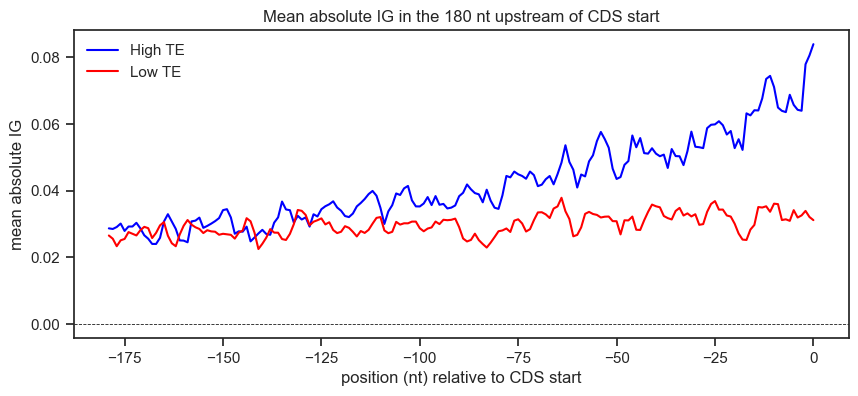 Mean absolute IG in the 180 nt upstream of CDS start
High TE
Low TE
mean absolute IG
0.08
0.06
0.04
0.02
0.00
−175 −150 −125 −100 −75 −50 −25 0
position (nt) relative to CDS start